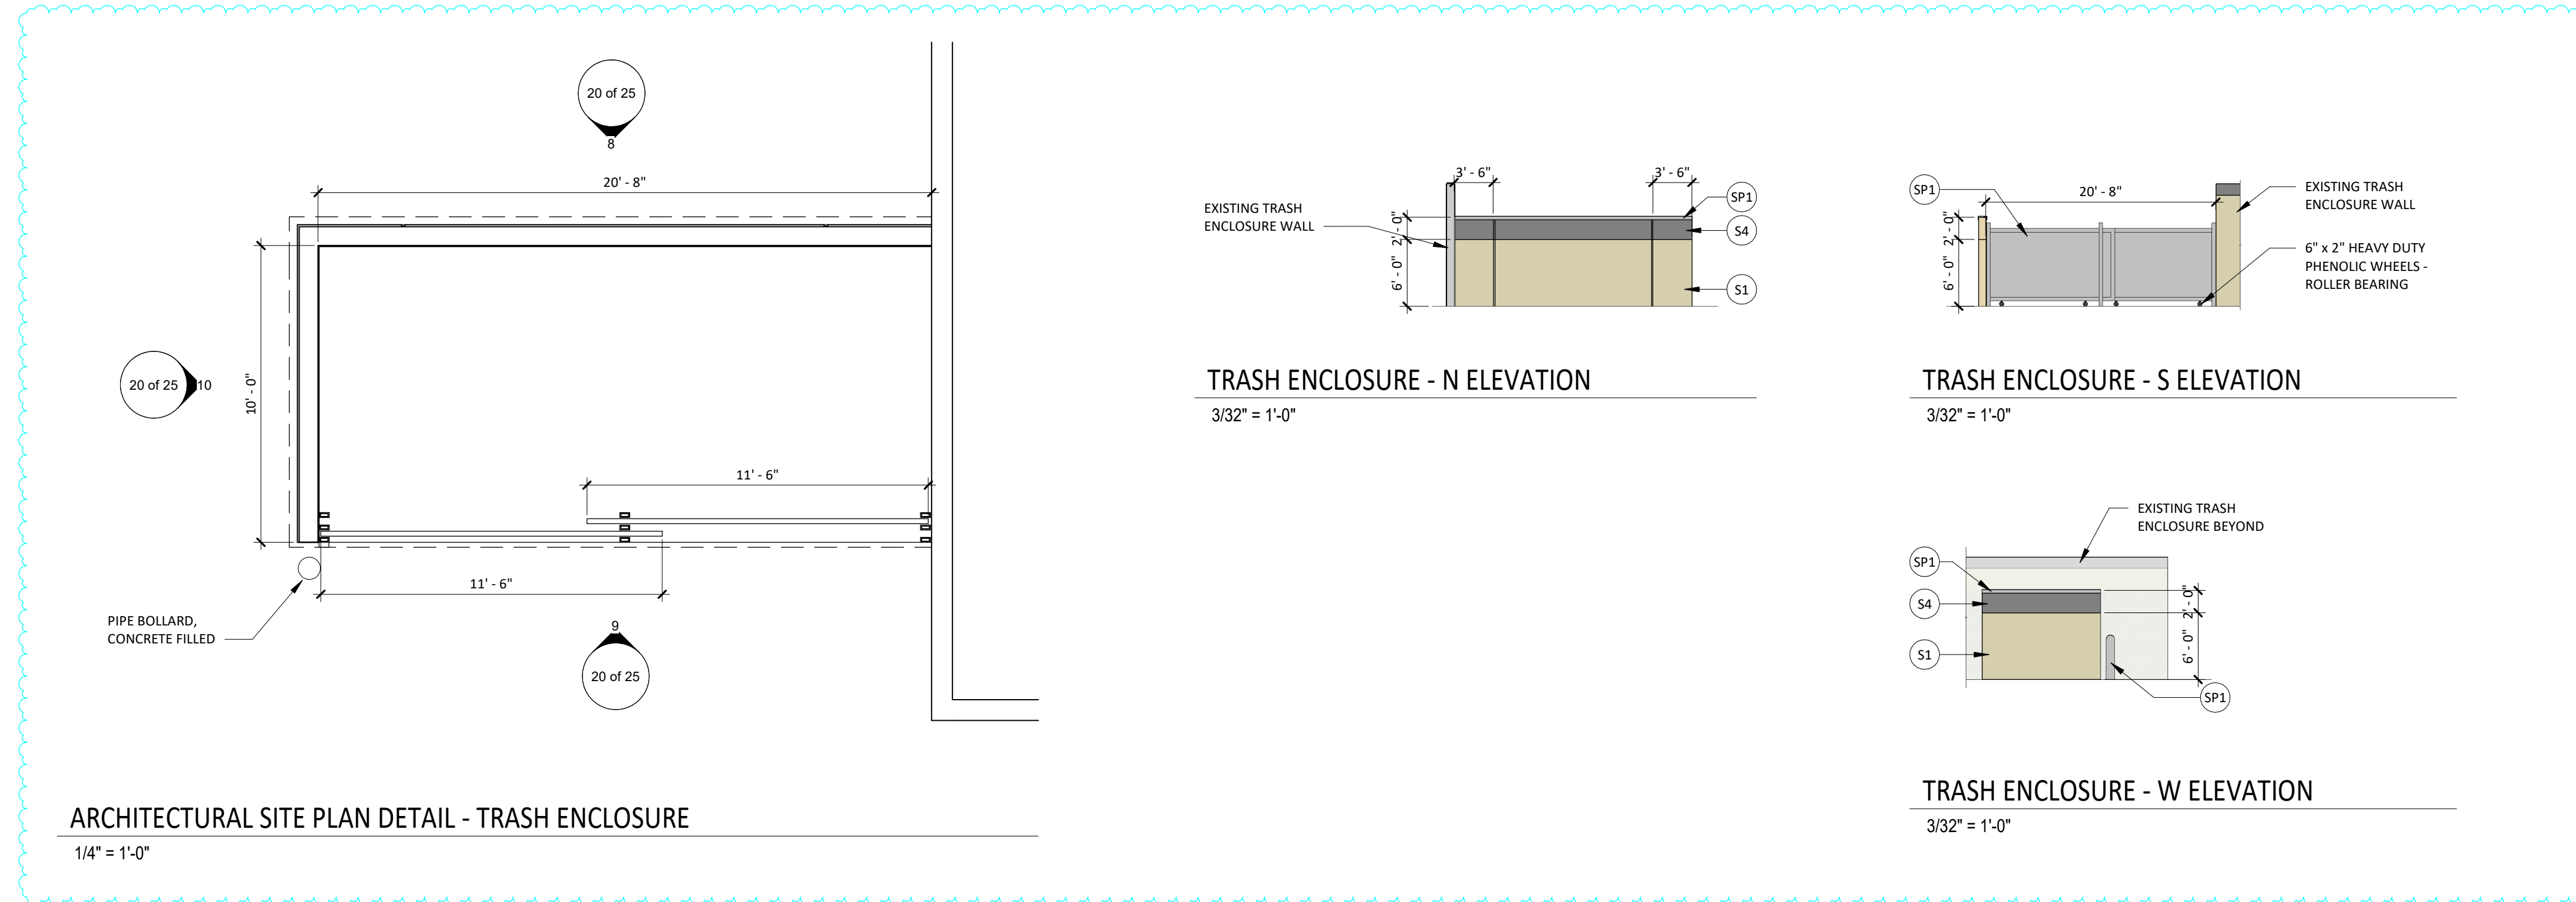 20 of 25
8
20' - 8"
20 of 25
10
10' - 0"
11' - 6"
11' - 6"
PIPE BOLLARD,
CONCRETE FILLED
9
20 of 25
ARCHITECTURAL SITE PLAN DETAIL - TRASH ENCLOSURE
1/4" = 1'-0"
3' - 6"
3' - 6"
EXISTING TRASH
ENCLOSURE WALL
2' - 0"
6' - 0"
SP1
S4
S1
TRASH ENCLOSURE - N ELEVATION
3/32" = 1'-0"
SP1
20' - 8"
2' - 0"
6' - 0"
EXISTING TRASH
ENCLOSURE WALL
6" x 2" HEAVY DUTY
PHENOLIC WHEELS -
ROLLER BEARING
TRASH ENCLOSURE - S ELEVATION
3/32" = 1'-0"
EXISTING TRASH
ENCLOSURE BEYOND
SP1
S4
S1
2' - 0"
6' - 0"
SP1
TRASH ENCLOSURE - W ELEVATION
3/32" = 1'-0"